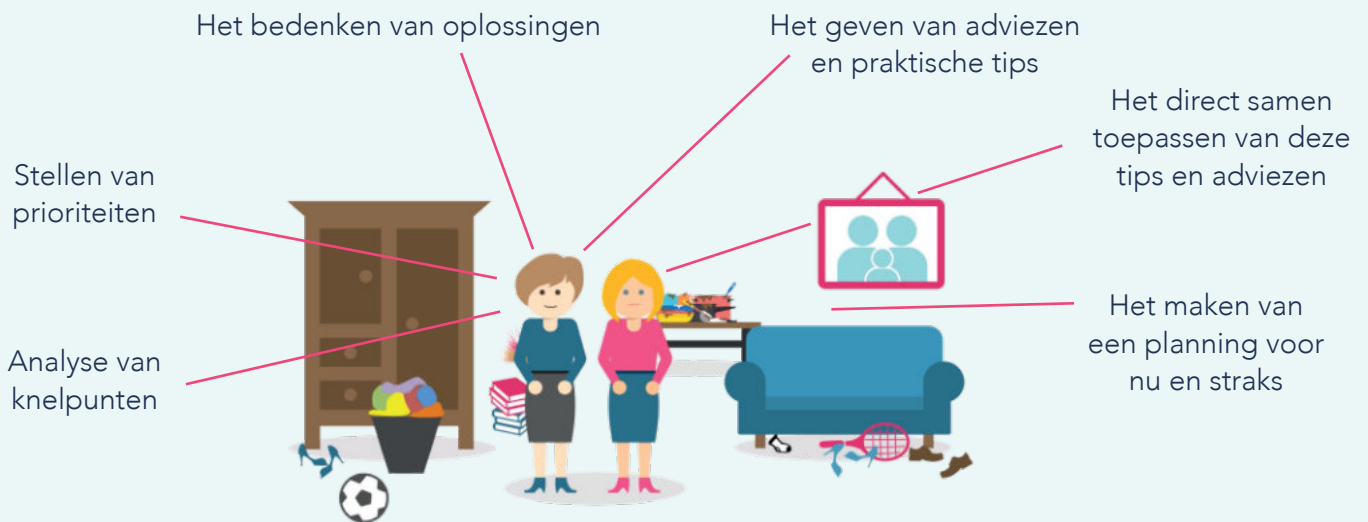 Het bedenken van oplossingen
Het geven van adviezen
en praktische tips
Het direct samen
toepassen van deze
tips en adviezen
Stellen van
prioriteiten
Het maken van
een planning voor
nu en straks
Analyse van
knelpunten